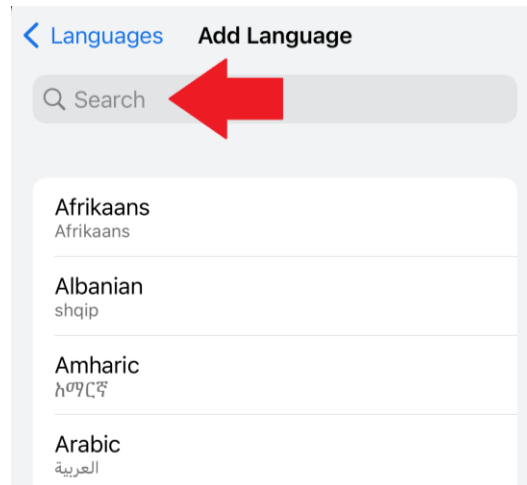 Languages Add Language
Search
Afrikaans
Afrikaans
Albanian
shqip
Amharic
አማርኛ
Arabic
العربية